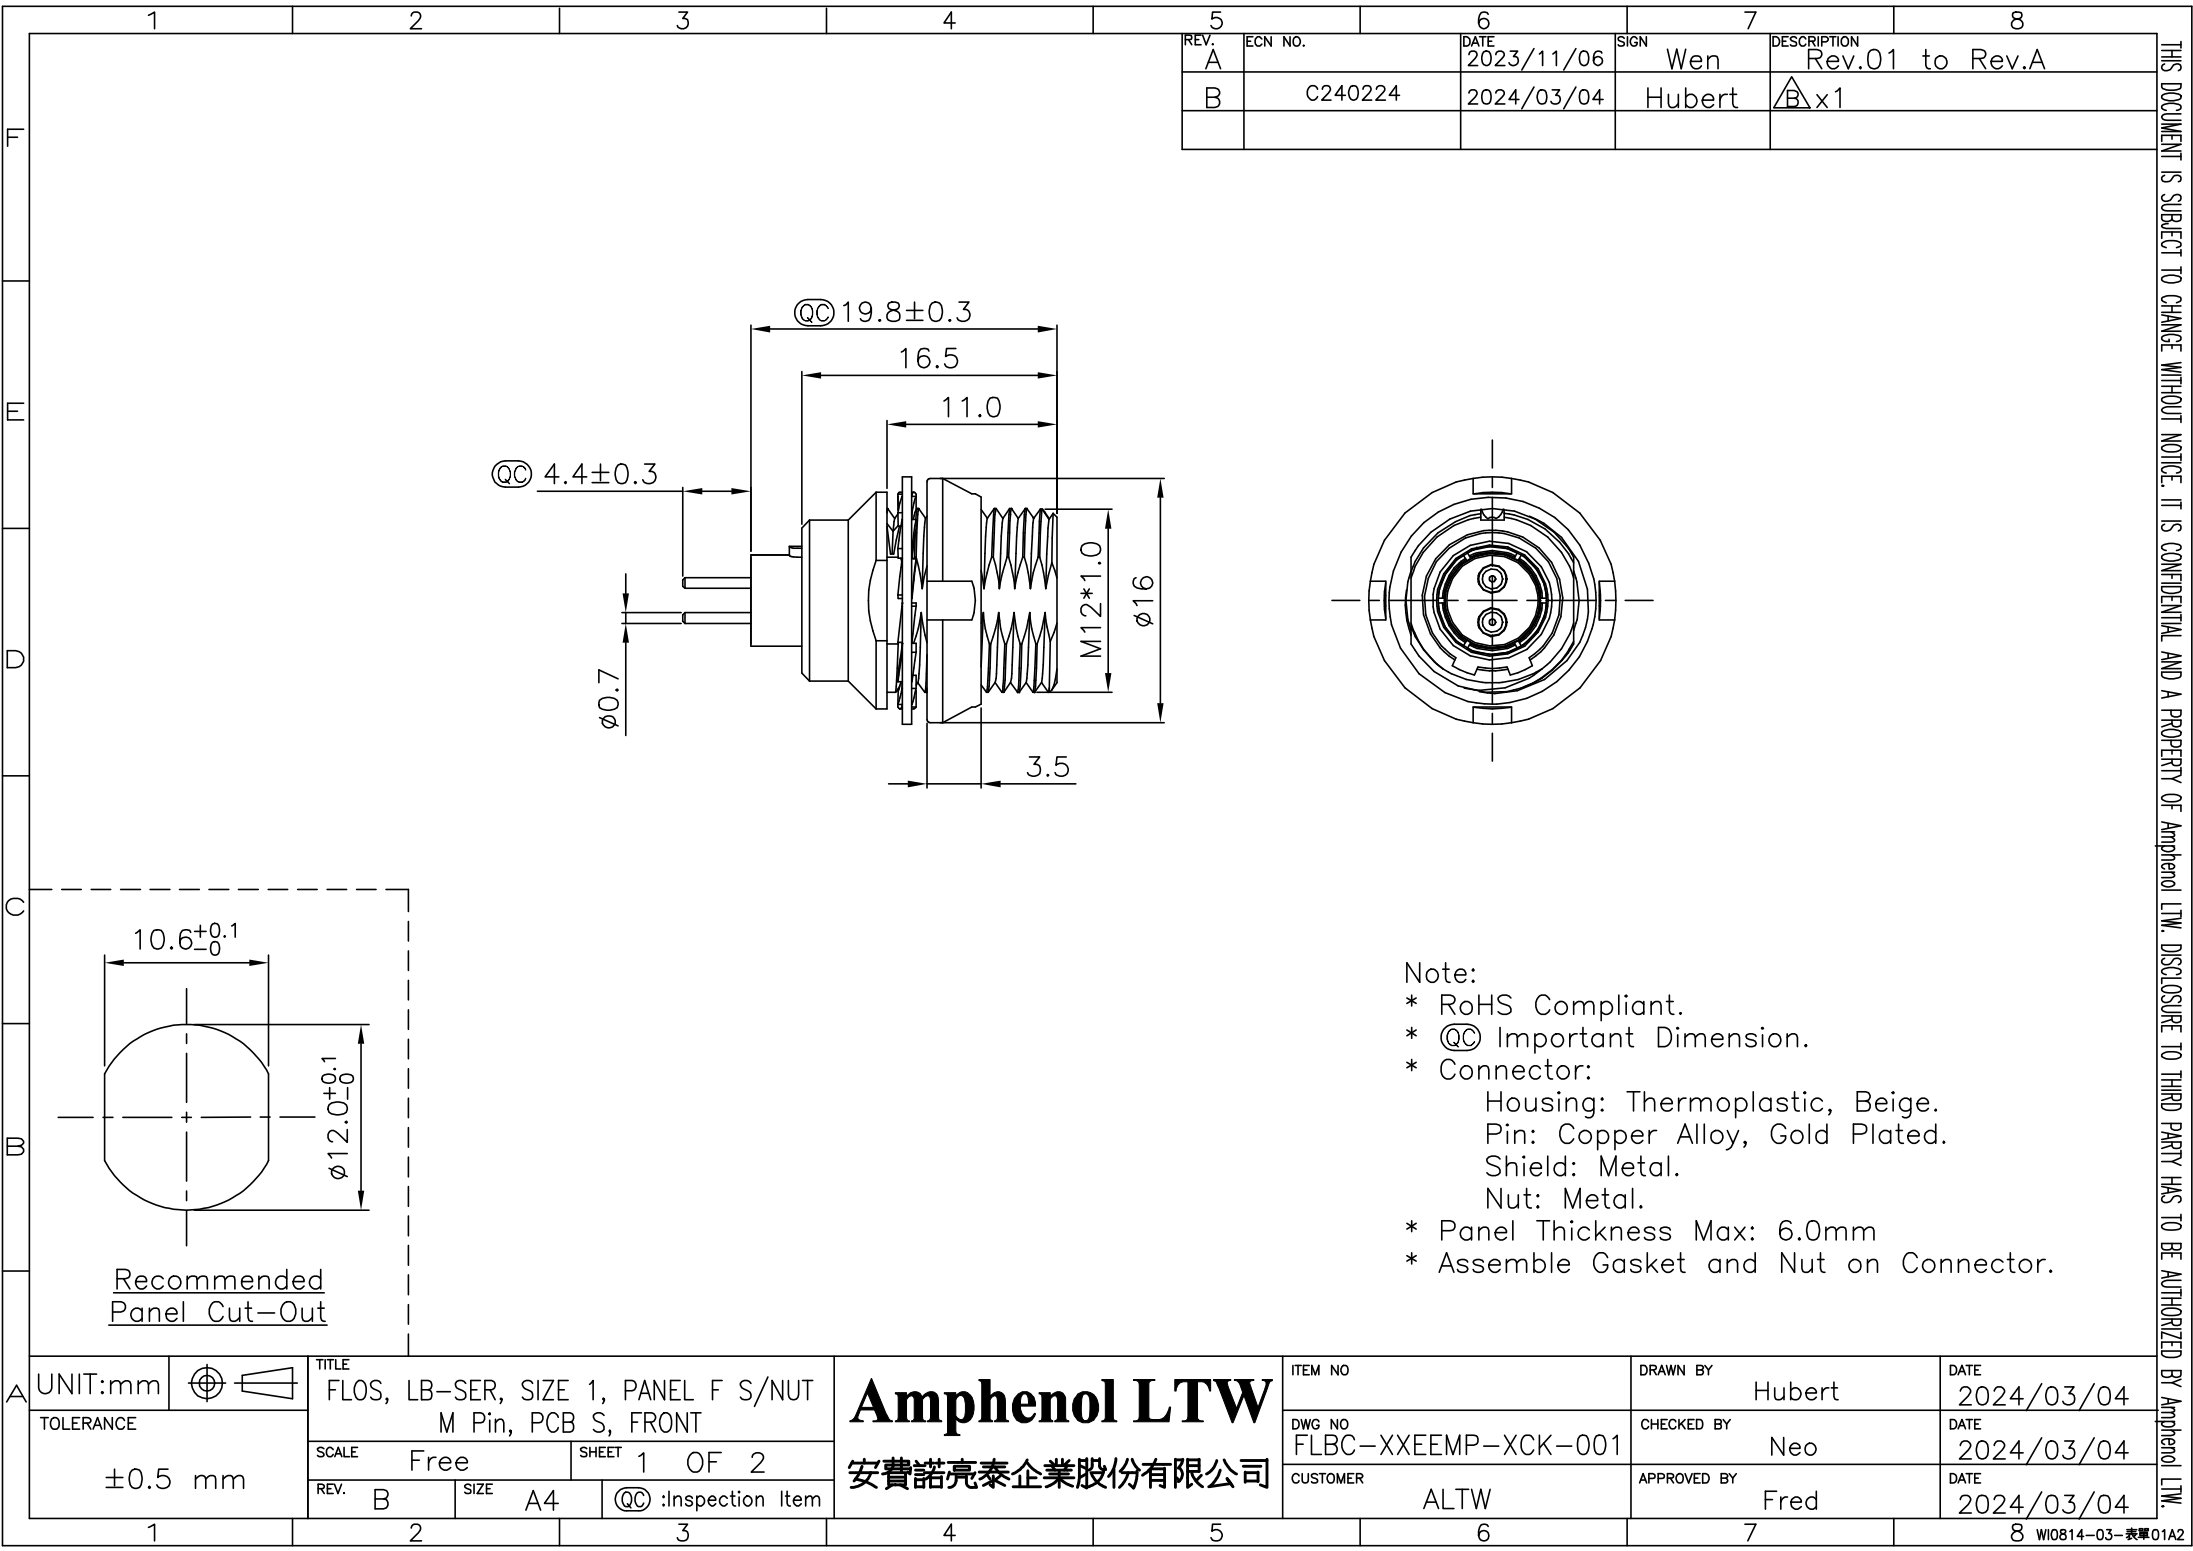 1 2 3 4 5 6 7 8
REV. ECN NO. DATE SIGN DESCRIPTION
A 2023/11/06 Wen Rev.01 to Rev.A
B C240224 2024/03/04 Hubert B x1
F
E
D
C
B
A
THIS DOCUMENT IS SUBJECT TO CHANGE WITHOUT NOTICE. IT IS CONFIDENTIAL AND A PROPERTY OF Amphenol LTW. DISCLOSURE TO THIRD PARTY HAS TO BE AUTHORIZED BY Amphenol LTW.
QC 19.8±0.3
16.5
11.0
QC 4.4±0.3
ø0.7
M12*1.0
ø16
3.5
10.6+0.1 -0
ø12.0+0.1 -0
Recommended
Panel Cut-Out
Note:
* RoHS Compliant.
* QC Important Dimension.
* Connector:
Housing: Thermoplastic, Beige.
Pin: Copper Alloy, Gold Plated.
Shield: Metal.
Nut: Metal.
* Panel Thickness Max: 6.0mm
* Assemble Gasket and Nut on Connector.
UNIT:mm
TOLERANCE
±0.5 mm
TITLE
FLOS, LB-SER, SIZE 1, PANEL F S/NUT
M Pin, PCB S, FRONT
SCALE Free SHEET 1 OF 2
REV. B SIZE A4 QC :Inspection Item
Amphenol LTW
安費諾亮泰企業股份有限公司
ITEM NO
DWG NO
FLBC-XXEEMP-XCK-001
CUSTOMER
ALTW
DRAWN BY
Hubert
DATE
2024/03/04
CHECKED BY
Neo
DATE
2024/03/04
APPROVED BY
Fred
DATE
2024/03/04
1 2 3 4 5 6 7 8
WI0814-03-表單01A2